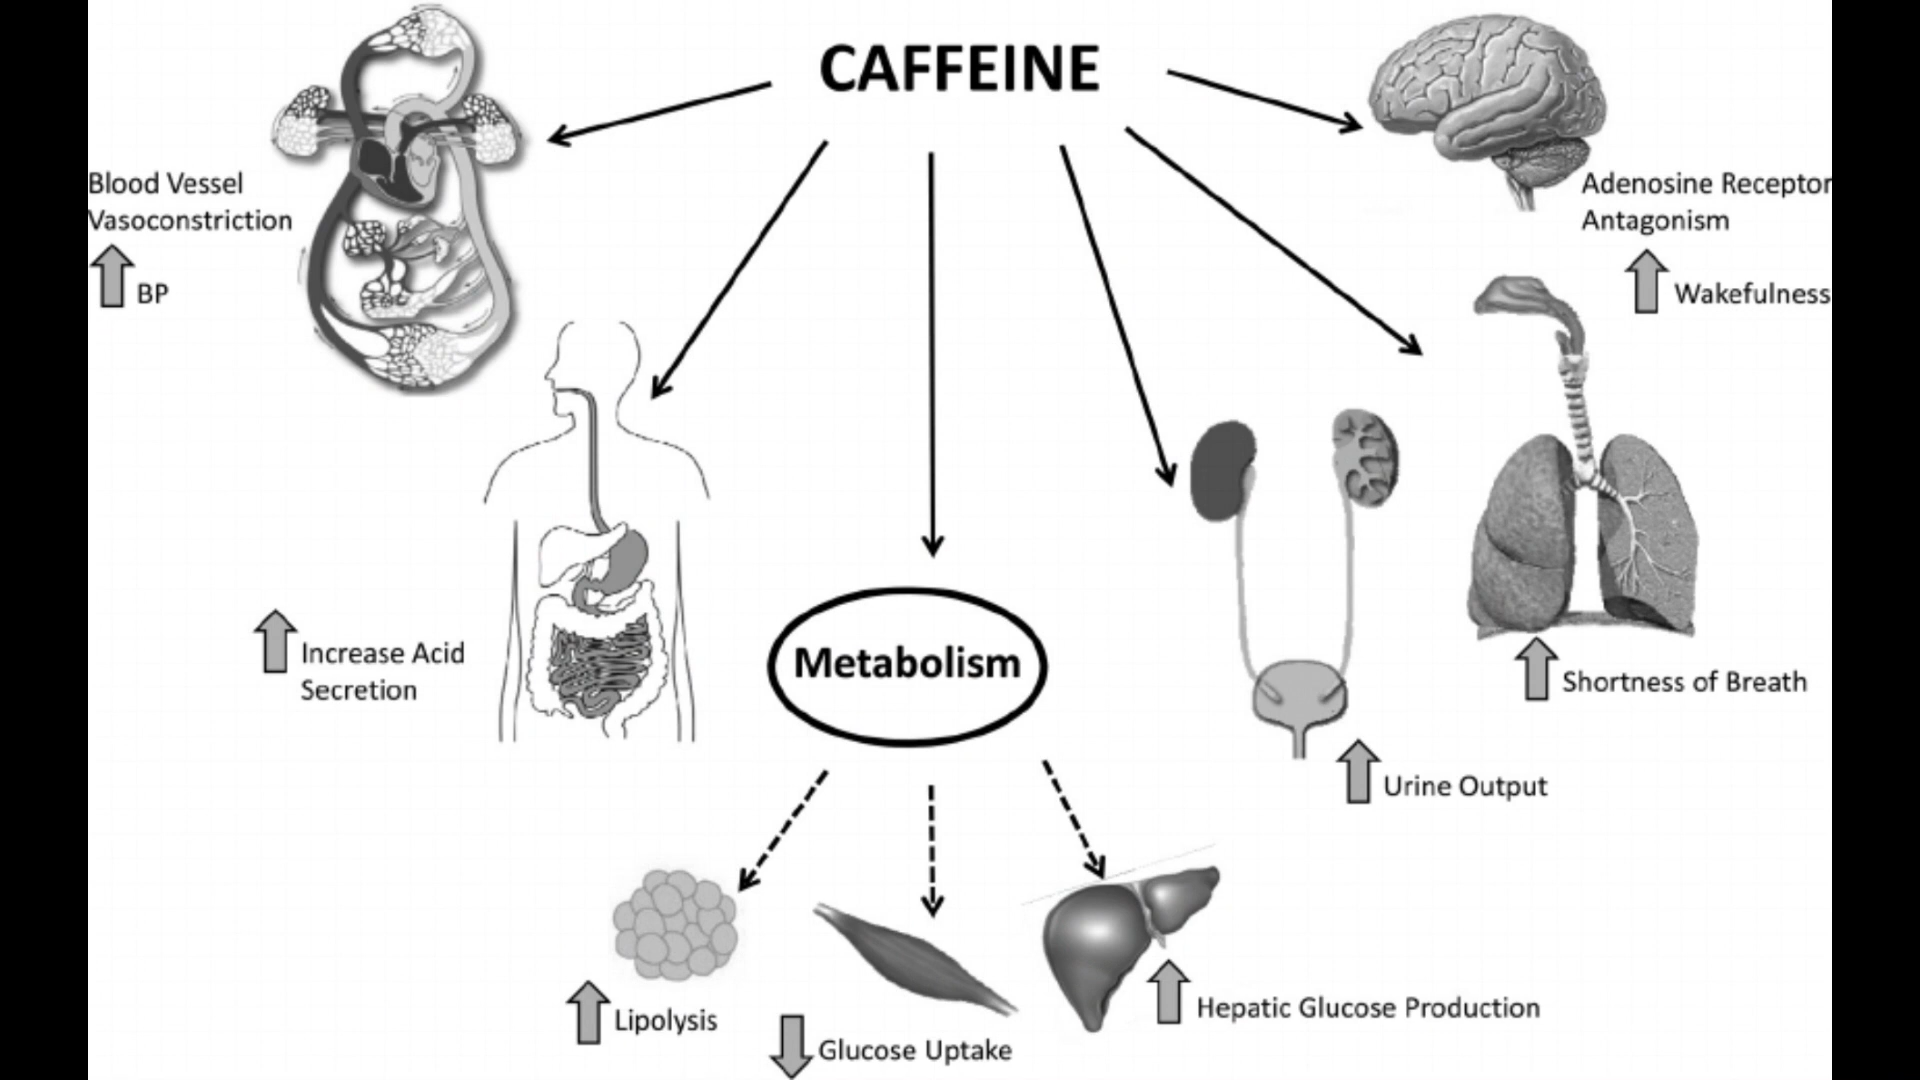 CAFFEINE
Blood Vessel
Vasoconstriction
BP
Adenosine Receptor
Antagonism
Wakefulness
Increase Acid
Secretion
Metabolism
Shortness of Breath
Urine Output
Lipolysis
Glucose Uptake
Hepatic Glucose Production